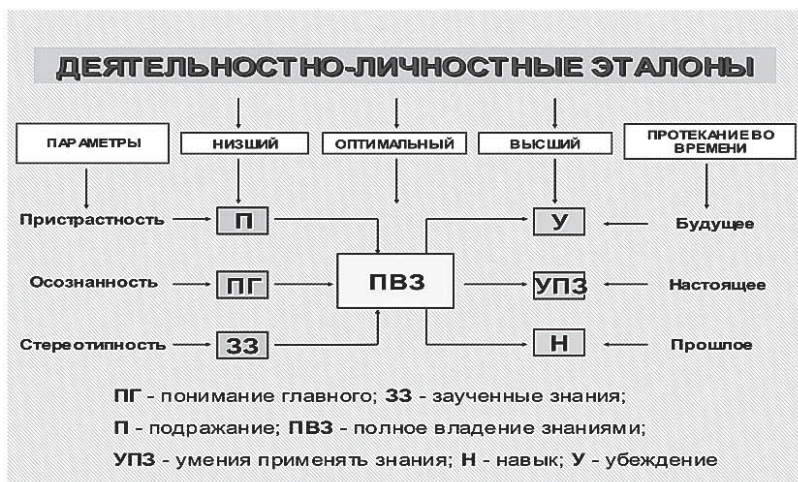 ДЕЯТЕЛЬНОСТНО-ЛИЧНОСТНЫЕ ЭТАЛОНЫ
ПАРАМЕТРЫ
НИЗШИЙ
ОПТИМАЛЬНЫЙ
ВЫСШИЙ
ПРОТЕКАНИЕ ВО
ВРЕМЕНИ
Пристрастность
П
У
Будущее
Осознанность
ПГ
ПВЗ
УПЗ
Настоящее
Стереотипность
ЗЗ
Н
Прошлое
ПГ - понимание главного; ЗЗ - заученные знания;
П - подражание; ПВЗ - полное владение знаниями;
УПЗ - умения применять знания; Н - навык; У - убеждение